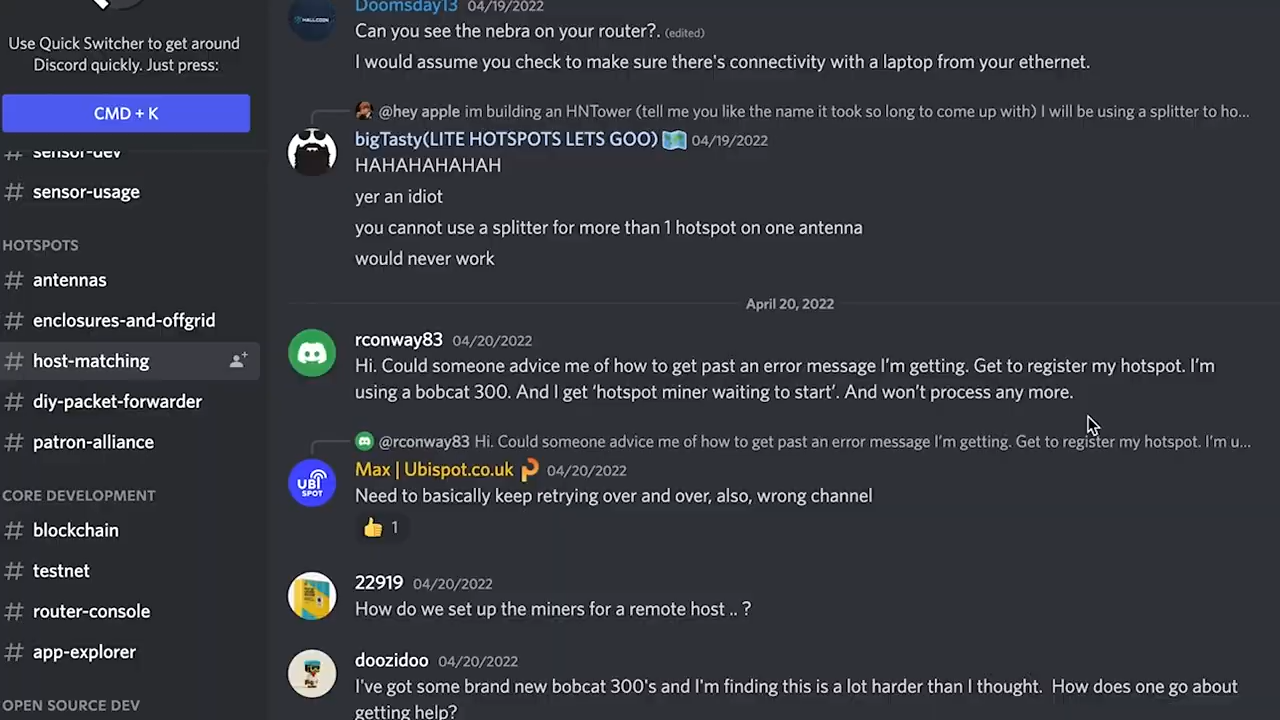 Use Quick Switcher to get around
Discord quickly. Just press:
CMD + K
# sensor-dev
# sensor-usage
HOTSPOTS
# antennas
# enclosures-and-offgrid
# host-matching
# diy-packet-forwarder
# patron-alliance
CORE DEVELOPMENT
# blockchain
# testnet
# router-console
# app-explorer
OPEN SOURCE DEV
HALLCOIN
Doomsday13 04/19/2022
Can you see the nebra on your router?. (edited)
I would assume you check to make sure there's connectivity with a laptop from your ethernet.
@hey apple im building an HNTower (tell me you like the name it took so long to come up with) I will be using a splitter to ho...
bigTasty(LITE HOTSPOTS LETS GOO) 04/19/2022
HAHAHAHAHAH
yer an idiot
you cannot use a splitter for more than 1 hotspot on one antenna
would never work
April 20, 2022
rconway83 04/20/2022
Hi. Could someone advice me of how to get past an error message I'm getting. Get to register my hotspot. I'm
using a bobcat 300. And I get ‘hotspot miner waiting to start’. And won't process any more.
@rconway83 Hi. Could someone advice me of how to get past an error message I'm getting. Get to register my hotspot. I'm u...
UBI
SPOT
Max | Ubispot.co.uk 04/20/2022
Need to basically keep retrying over and over, also, wrong channel
👍 1
22919 04/20/2022
How do we set up the miners for a remote host .. ?
doozidoo 04/20/2022
I've got some brand new bobcat 300's and I'm finding this is a lot harder than I thought. How does one go about
getting help?